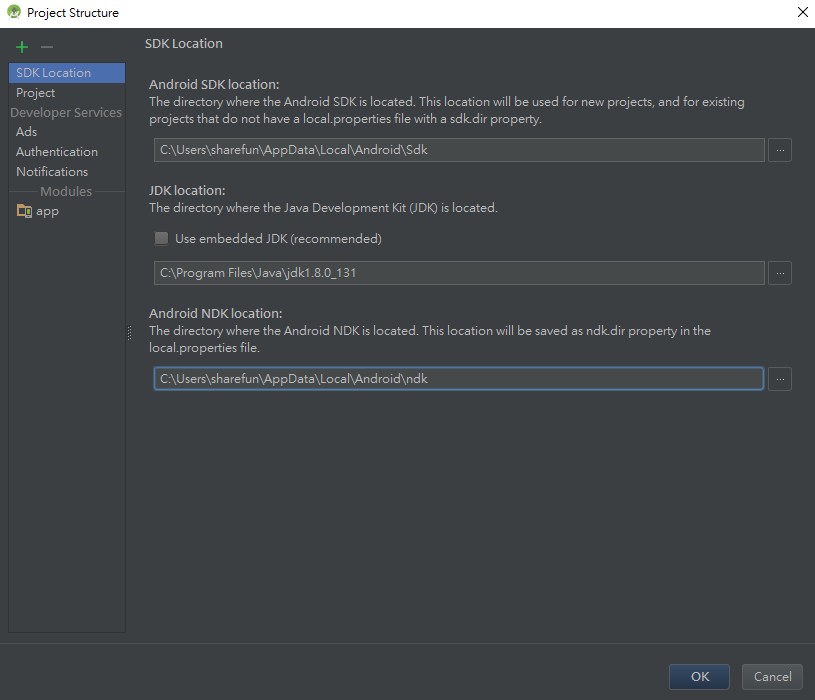 Project Structure
SDK Location
Project
Developer Services
Ads
Authentication
Notifications
Modules
app
SDK Location
Android SDK location:
The directory where the Android SDK is located. This location will be used for new projects, and for existing
projects that do not have a local.properties file with a sdk.dir property.
C:\Users\sharefun\AppData\Local\Android\Sdk
...
JDK location:
The directory where the Java Development Kit (JDK) is located.
Use embedded JDK (recommended)
C:\Program Files\Java\jdk1.8.0_131
...
Android NDK location:
The directory where the Android NDK is located. This location will be saved as ndk.dir property in the
local.properties file.
C:\Users\sharefun\AppData\Local\Android\ndk
...
OK
Cancel